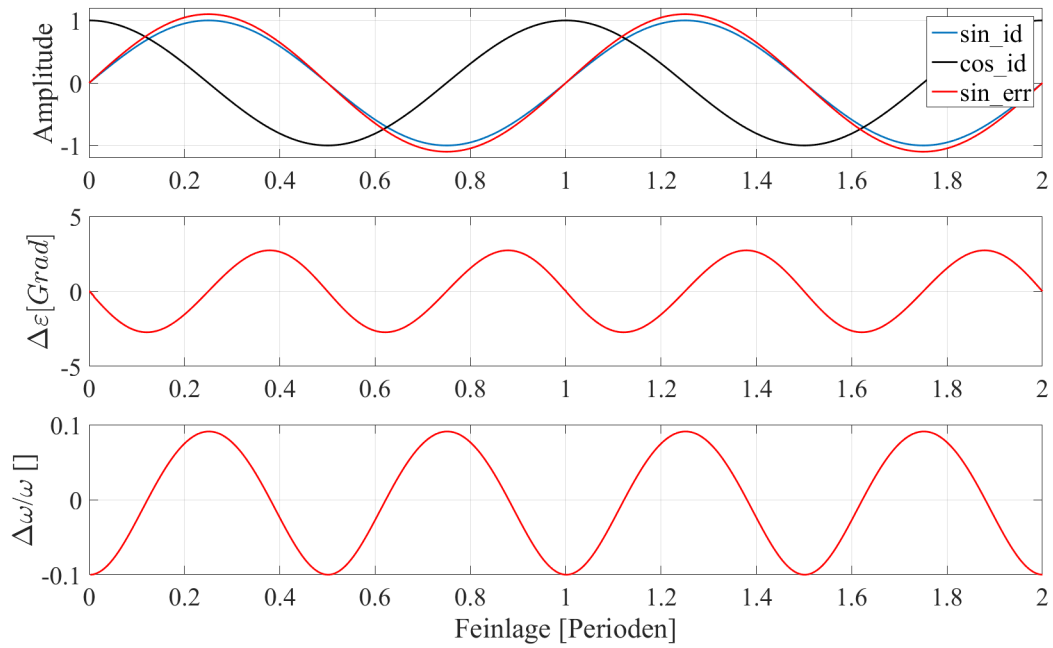 Amplitude
1
0
-1
sin_id
cos_id
sin_err
0 0.2 0.4 0.6 0.8 1 1.2 1.4 1.6 1.8 2
Δε[Grad]
5
0
-5
0 0.2 0.4 0.6 0.8 1 1.2 1.4 1.6 1.8 2
Δω/ω []
0.1
0
-0.1
0 0.2 0.4 0.6 0.8 1 1.2 1.4 1.6 1.8 2
Feinlage [Perioden]